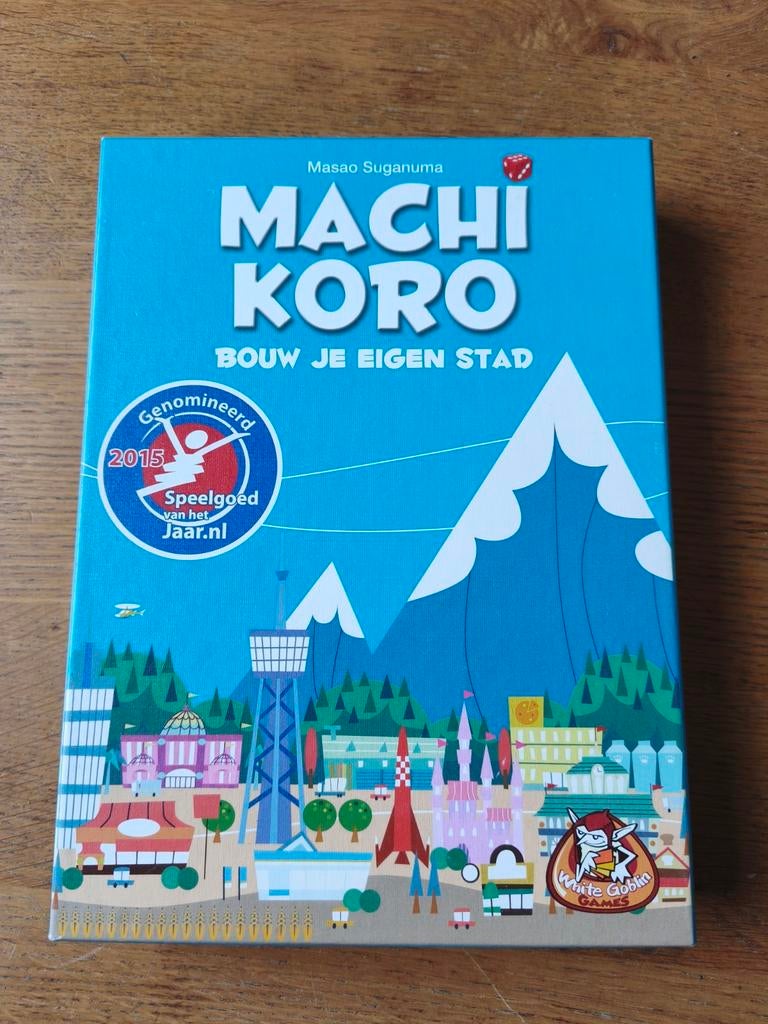 Masao Suganuma
MACHI
KORO
BOUW JE EIGEN STAD
Genomineerd
2015
Speelgoed
van het
Jaar.nl
White Goblin
GAMES